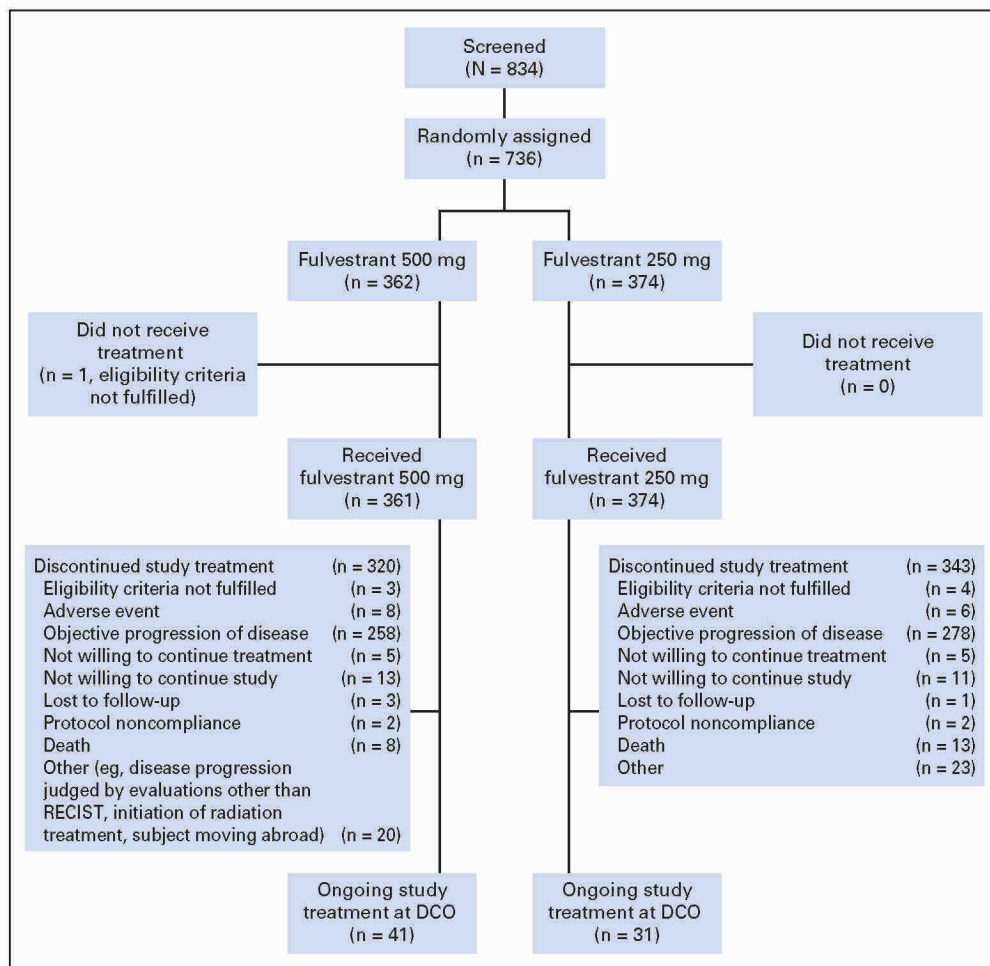 Screened
(N = 834)
Randomly assigned
(n = 736)
Fulvestrant 500 mg
(n = 362)
Fulvestrant 250 mg
(n = 374)
Did not receive
treatment
(n = 1, eligibility criteria
not fulfilled)
Did not receive
treatment
(n = 0)
Received
fulvestrant 500 mg
(n = 361)
Received
fulvestrant 250 mg
(n = 374)
Discontinued study treatment (n = 320)
Eligibility criteria not fulfilled (n = 3)
Adverse event (n = 8)
Objective progression of disease (n = 258)
Not willing to continue treatment (n = 5)
Not willing to continue study (n = 13)
Lost to follow-up (n = 3)
Protocol noncompliance (n = 2)
Death (n = 8)
Other (eg, disease progression
judged by evaluations other than
RECIST, initiation of radiation
treatment, subject moving abroad) (n = 20)
Discontinued study treatment (n = 343)
Eligibility criteria not fulfilled (n = 4)
Adverse event (n = 6)
Objective progression of disease (n = 278)
Not willing to continue treatment (n = 5)
Not willing to continue study (n = 11)
Lost to follow-up (n = 1)
Protocol noncompliance (n = 2)
Death (n = 13)
Other (n = 23)
Ongoing study
treatment at DCO
(n = 41)
Ongoing study
treatment at DCO
(n = 31)